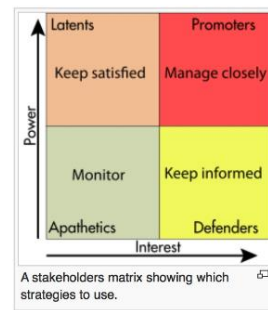 Latents Promoters
Keep satisfied Manage closely
Power
Monitor Keep informed
Apathetics Defenders
Interest
A stakeholders matrix showing which
strategies to use.